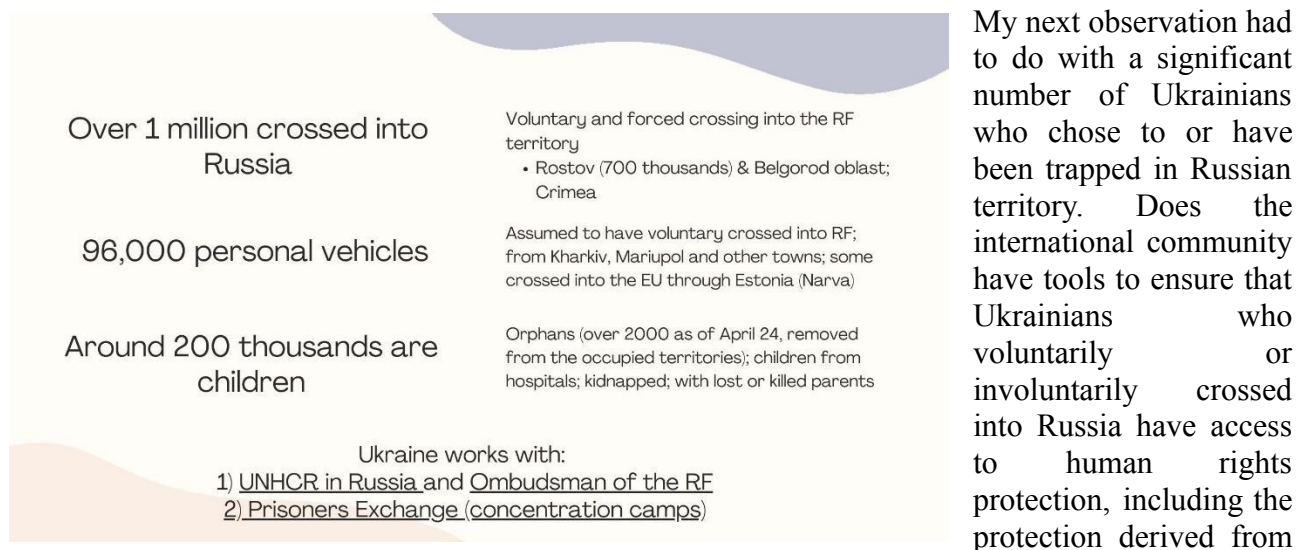 Over 1 million crossed into
Russia
Voluntary and forced crossing into the RF
territory
• Rostov (700 thousands) & Belgorod oblast;
Crimea
96,000 personal vehicles
Assumed to have voluntary crossed into RF;
from Kharkiv, Mariupol and other towns; some
crossed into the EU through Estonia (Narva)
Around 200 thousands are
children
Orphans (over 2000 as of April 24, removed
from the occupied territories); children from
hospitals; kidnapped; with lost or killed parents
Ukraine works with:
1) UNHCR in Russia and Ombudsman of the RF
2) Prisoners Exchange (concentration camps)
My next observation had
to do with a significant
number of Ukrainians
who chose to or have
been trapped in Russian
territory. Does the
international community
have tools to ensure that
Ukrainians who
voluntarily or
involuntarily crossed
into Russia have access
to human rights
protection, including the
protection derived from